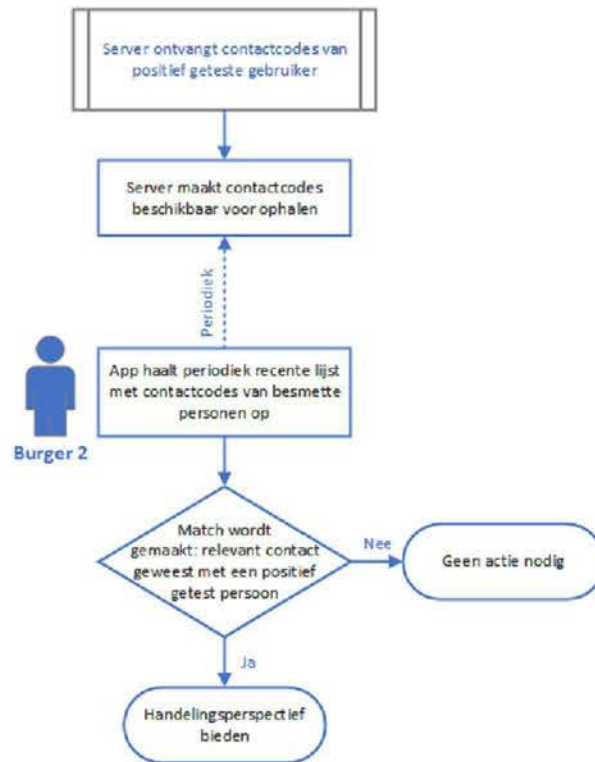 Server ontvangt contactcodes van
positief geteste gebruiker
Server maakt contactcodes
beschikbaar voor ophalen
Periodiek
App haalt periodiek recente lijst
met contactcodes van besmette
personen op
Burger 2
Match wordt
gemaakt: relevant contact
geweest met een positief
getest persoon
Nee
Geen actie nodig
Ja
Handelingsperspectief
bieden